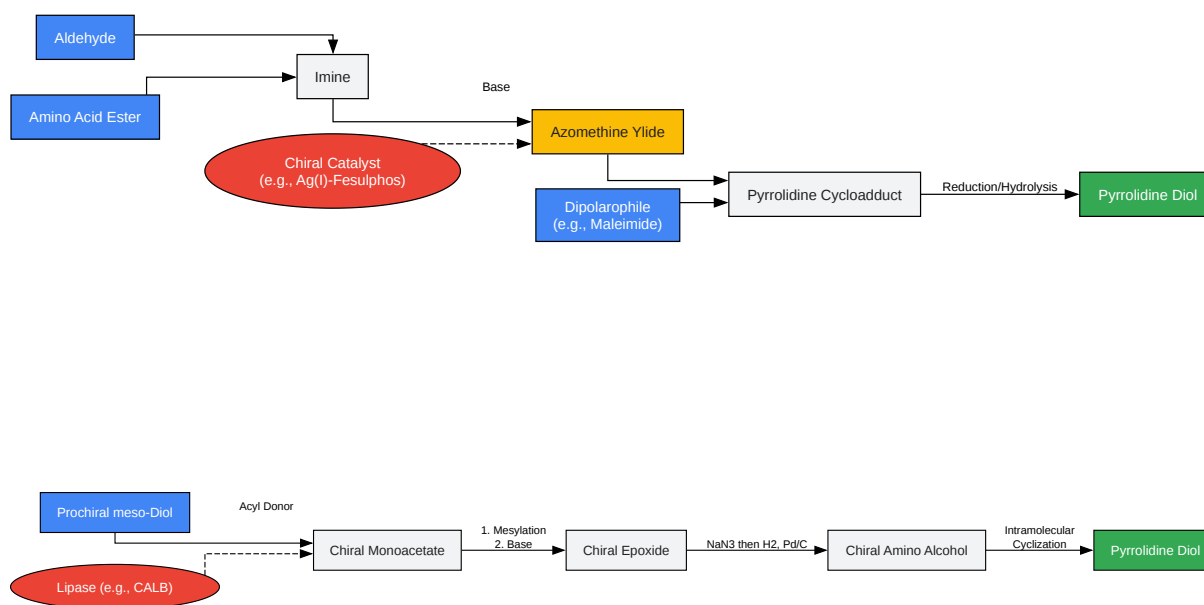 Aldehyde
Imine
Amino Acid Ester
Base
Azomethine Ylide
Chiral Catalyst
(e.g., Ag(I)-Fesulphos)
Dipolarophile
(e.g., Maleimide)
Pyrrolidine Cycloadduct
Reduction/Hydrolysis
Pyrrolidine Diol
Prochiral meso-Diol
Acyl Donor
Lipase (e.g., CALB)
Chiral Monoacetate
1. Mesylation
2. Base
Chiral Epoxide
NaN3 then H2, Pd/C
Chiral Amino Alcohol
Intramolecular
Cyclization
Pyrrolidine Diol